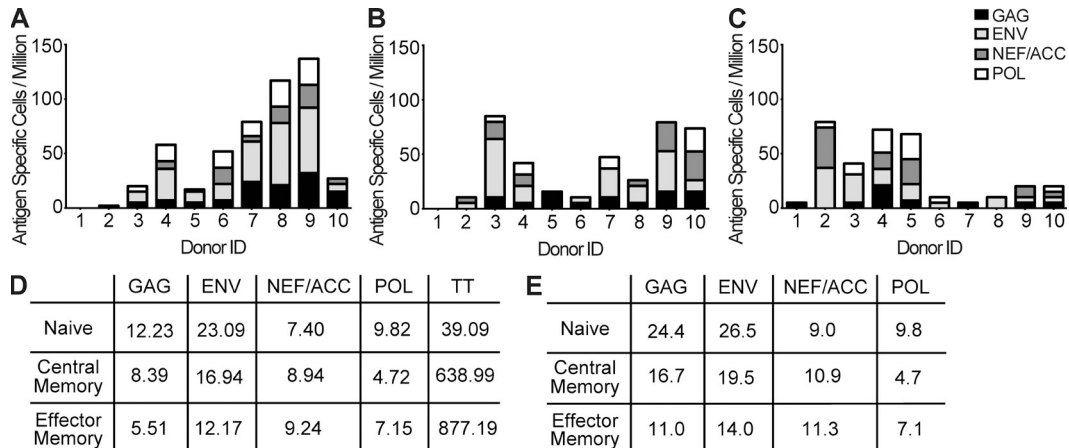 A
B
C
GAG
ENV
NEF/ACC
POL
Antigen Specific Cells / Million
150
100
50
0
1 2 3 4 5 6 7 8 9 10
Donor ID
Antigen Specific Cells / Million
150
100
50
0
1 2 3 4 5 6 7 8 9 10
Donor ID
Antigen Specific Cells / Million
150
100
50
0
1 2 3 4 5 6 7 8 9 10
Donor ID
D
GAG ENV NEF/ACC POL TT
Naive 12.23 23.09 7.40 9.82 39.09
Central
Memory 8.39 16.94 8.94 4.72 638.99
Effector
Memory 5.51 12.17 9.24 7.15 877.19
E
GAG ENV NEF/ACC POL
Naive 24.4 26.5 9.0 9.8
Central
Memory 16.7 19.5 10.9 4.7
Effector
Memory 11.0 14.0 11.3 7.1